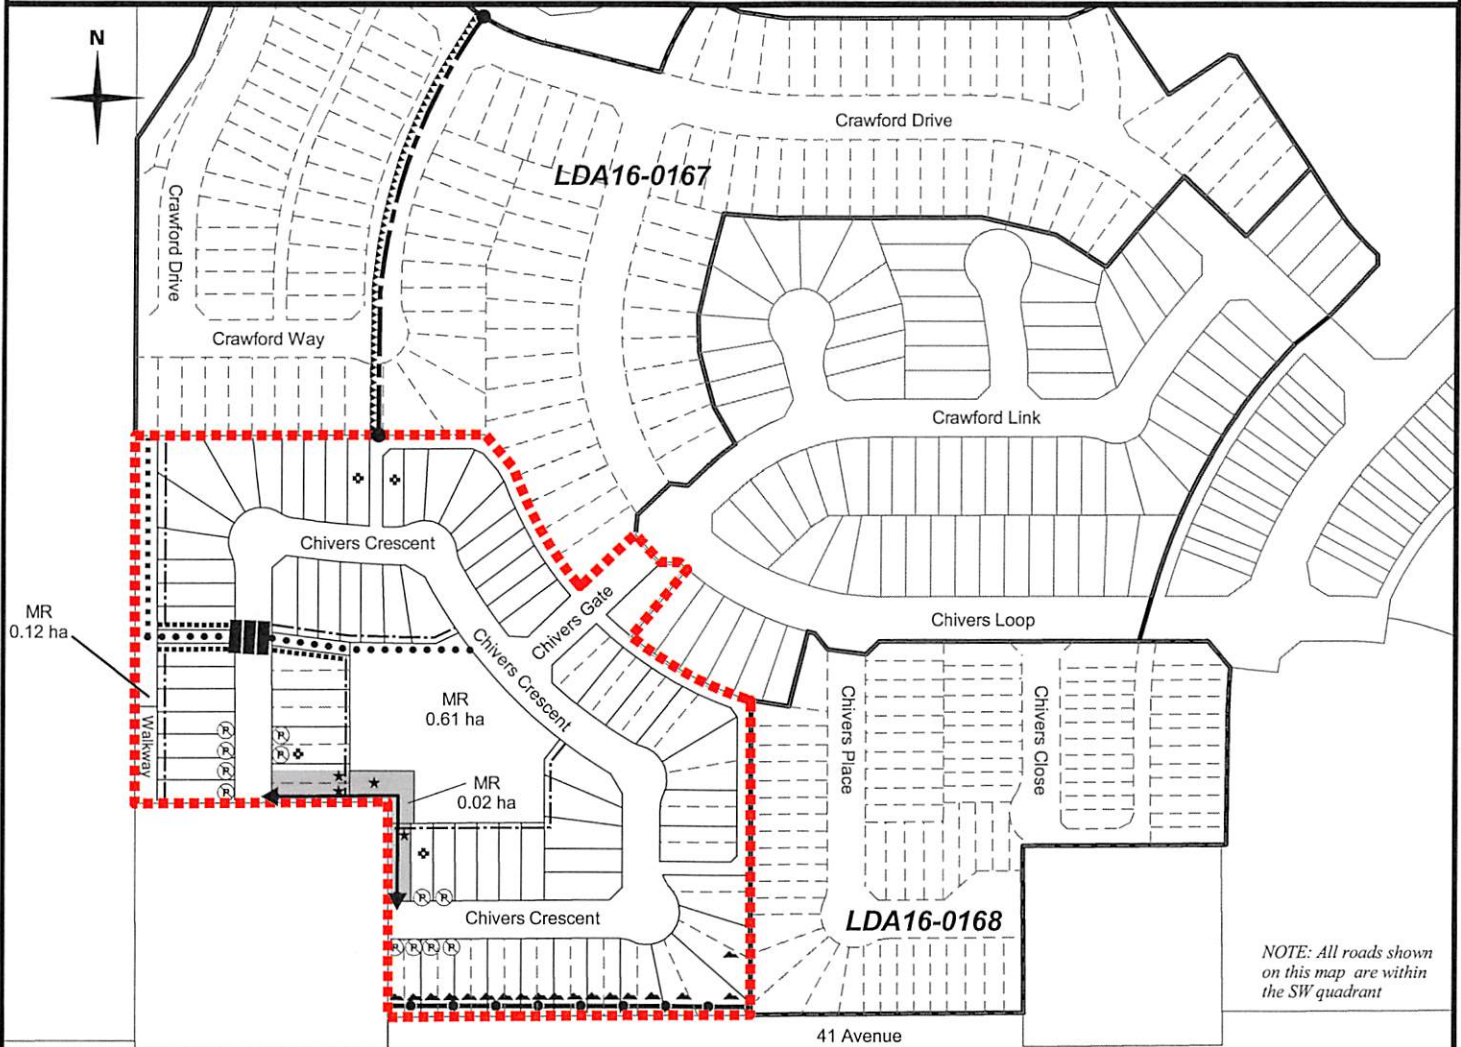 N
Crawford Drive
LDA16-0167
Crawford Drive
Crawford Way
Crawford Link
Chivers Crescent
Chivers Gate
MR
0.12 ha
Chivers Loop
Chivers Crescent
MR
0.61 ha
Walkway
Chivers Place
Chivers Close
R
R
R
R
R
R
MR
0.02 ha
R
R
Chivers Crescent
LDA16-0168
R
R
R
R
NOTE: All roads shown
on this map are within
the SW quadrant
41 Avenue